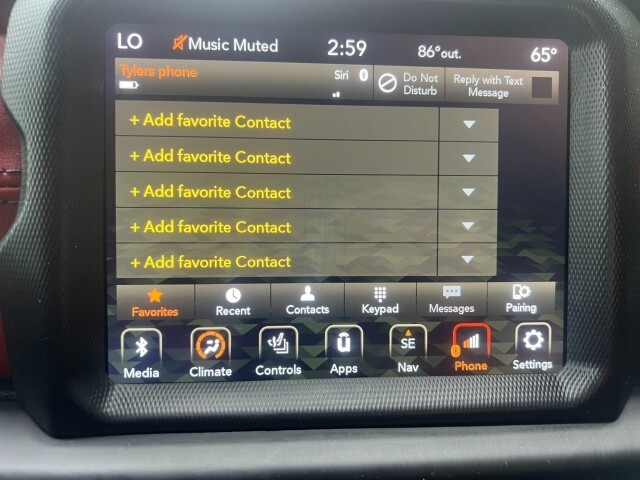 LO Music Muted 2:59 86°out. 65°
Tylers phone Siri Do Not Disturb Reply with Text Message
+ Add favorite Contact
+ Add favorite Contact
+ Add favorite Contact
+ Add favorite Contact
+ Add favorite Contact
Favorites Recent Contacts Keypad Messages Pairing
SE
Media Climate Controls Apps Nav Phone Settings